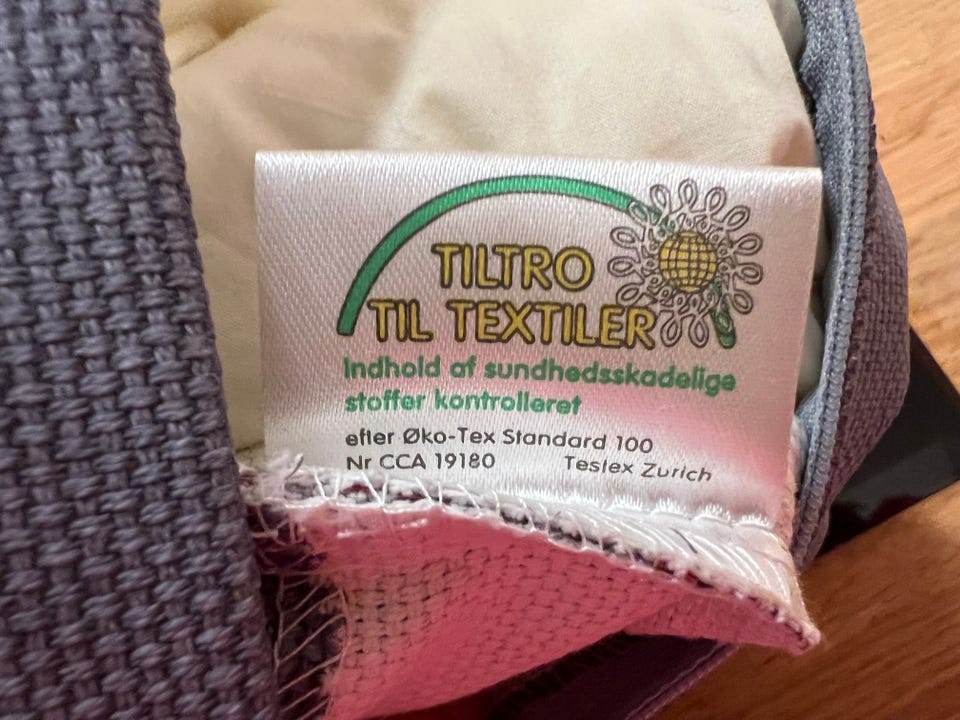 TILTRO
TIL TEXTILER
Indhold af sundhedsskadelige
stoffer kontrolleret
efter Øko-Tex Standard 100
Nr CCA 19180 Testex Zurich